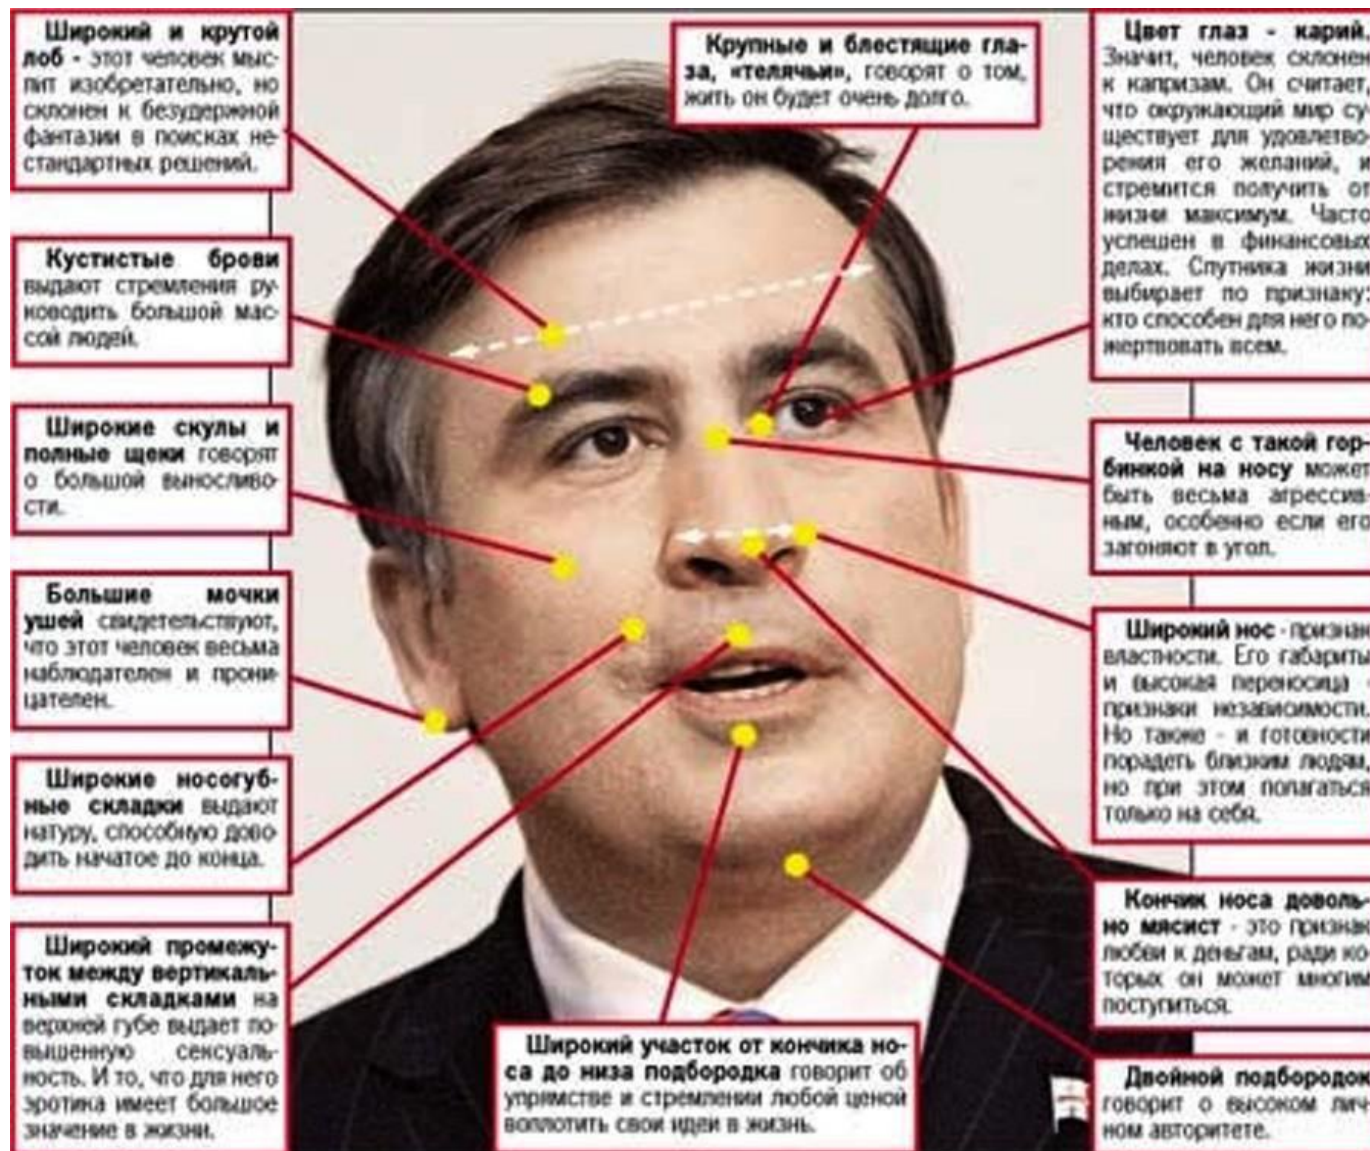 Широкий и крутой
лоб - этот человек мыс-
лит изобретательно, но
склонен к безудержной
фантазии в поисках не-
стандартных решений.
Кустистые брови
выдают стремления ру-
ководить большой мас-
сой людей.
Широкие скулы и
полные щеки говорят
о большой выносливо-
сти.
Большие мочки
ушей свидетельствуют,
что этот человек весьма
наблюдателен и прони-
цателен.
Широкие носогуб-
ные складки выдают
натуру, способную дово-
дить начатое до конца.
Широкий промежу-
ток между вертикаль-
ными складками на
верхней губе выдает по-
вышенную сексуаль-
ность. И то, что для него
эротика имеет большое
значение в жизни.
Крупные и блестящие гла-
за, «телячьи», говорят о том,
жить он будет очень долго.
Широкий участок от кончика но-
са до низа подбородка говорит об
упрямстве и стремлении любой ценой
воплотить свои идеи в жизнь.
Цвет глаз - карий.
Значит, человек склонен
к капризам. Он считает,
что окружающий мир су-
ществует для удовлетво-
рения его желаний, и
стремится получить от
жизни максимум. Часто
успешен в финансовых
делах. Спутника жизни
выбирает по признаку:
кто способен для него по-
жертвовать всем.
Человек с такой гор-
бинкой на носу может
быть весьма агрессив-
ным, особенно если его
загоняют в угол.
Широкий нос - признак
властности. Его габариты
и высокая переносица -
признаки независимости.
Но также - и готовности
порадеть близким людям,
но при этом полагаться
только на себя.
Кончик носа доволь-
но мясист - это признак
любви к деньгам, ради ко-
торых он может многим
поступиться.
Двойной подбородок
говорит о высоком лич-
ном авторитете.